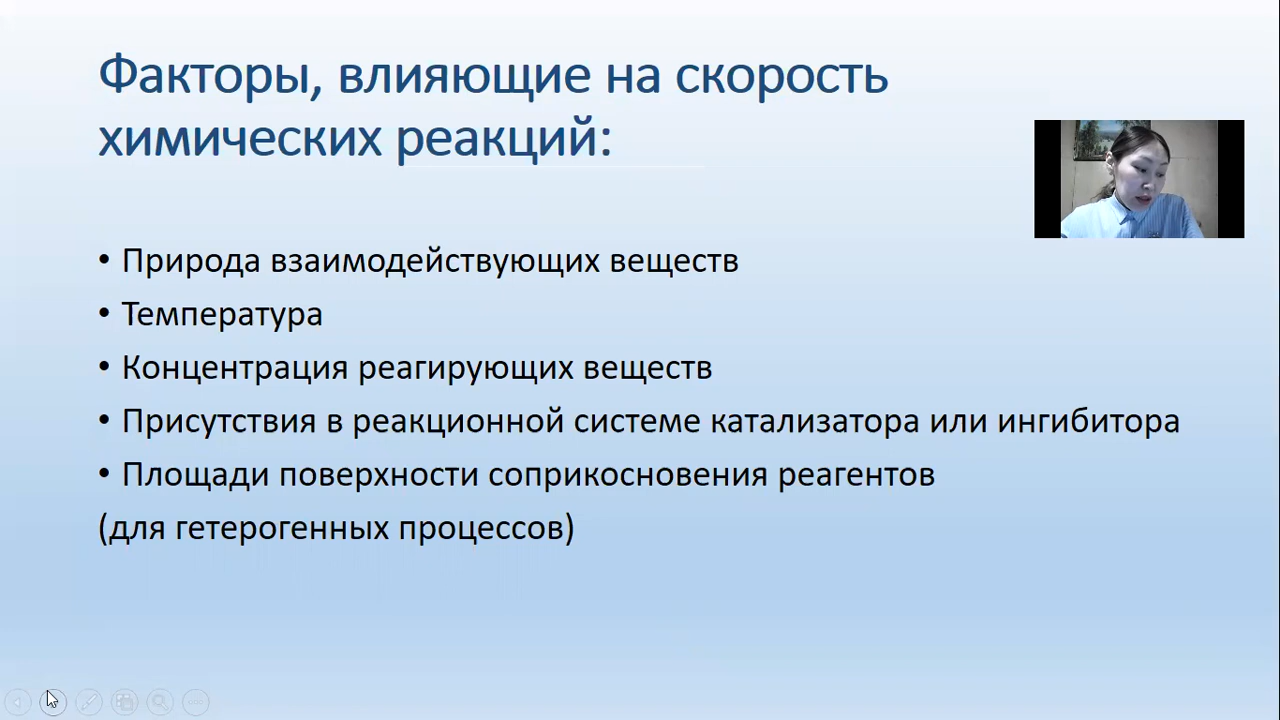 Факторы, влияющие на скорость
химических реакций:
• Природа взаимодействующих веществ
• Температура
• Концентрация реагирующих веществ
• Присутствия в реакционной системе катализатора или ингибитора
• Площади поверхности соприкосновения реагентов
(для гетерогенных процессов)